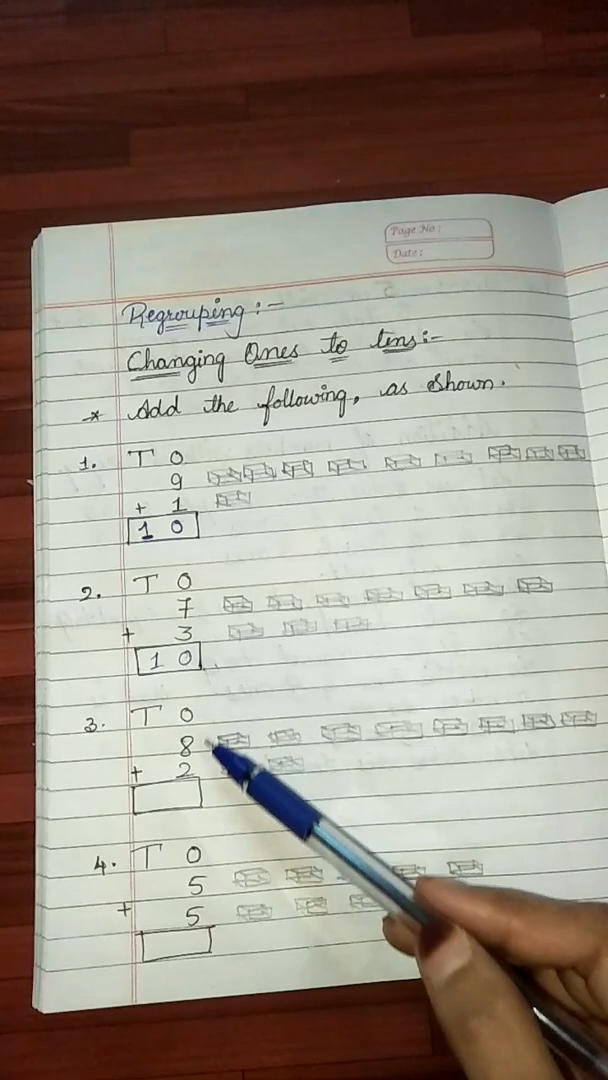 Page No :
Date :
Regrouping :-
Changing Ones to tens :-
* Add the following, as shown.
1. T O
9
+ 1
1 0
2. T O
7
+ 3
1 0
3. T O
8
+ 2
4. T O
5
+ 5